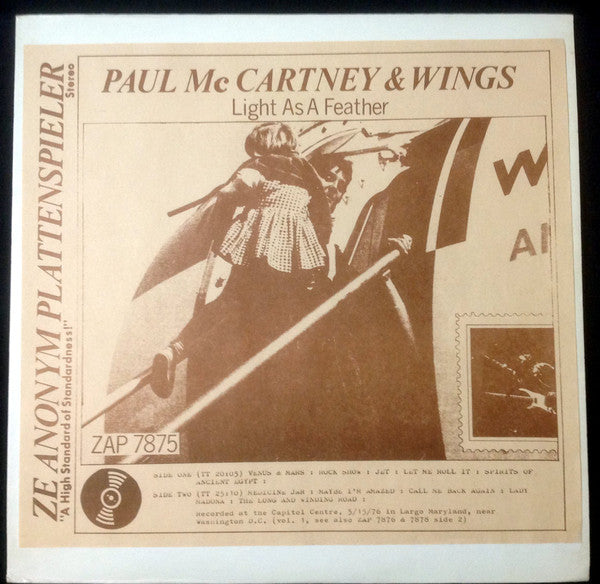 ZE ANONYM PLATTENSPIELER
Stereo
"A High Standard of Standardness!"
PAUL Mc CARTNEY & WINGS
Light As A Feather
W
AI
ZAP 7875
SIDE ONE (TT 20:05) VENUS & MARS : ROCK SHOW : JET : LET ME ROLL IT : SPIRITS OF
ANCIENT EGYPT :
SIDE TWO (TT 25:10) MEDICINE JAR : MAYBE I'M AMAZED : CALL ME BACK AGAIN : LADY
MADONA : THE LONG AND WINDING ROAD :
Recorded at the Capitol Centre, 5/15/76 in Largo Maryland, near
Washington D.C. (vol. 1, see also ZAP 7876 & 7878 side 2)